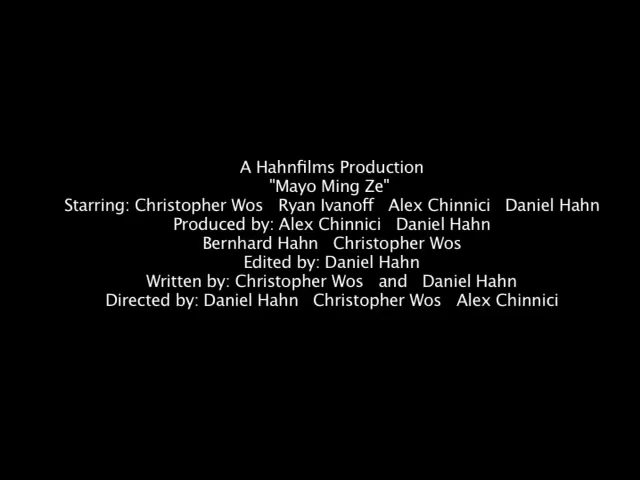 A Hahnfilms Production
"Mayo Ming Ze"
Starring: Christopher Wos Ryan Ivanoff Alex Chinnici Daniel Hahn
Produced by: Alex Chinnici Daniel Hahn
Bernhard Hahn Christopher Wos
Edited by: Daniel Hahn
Written by: Christopher Wos and Daniel Hahn
Directed by: Daniel Hahn Christopher Wos Alex Chinnici